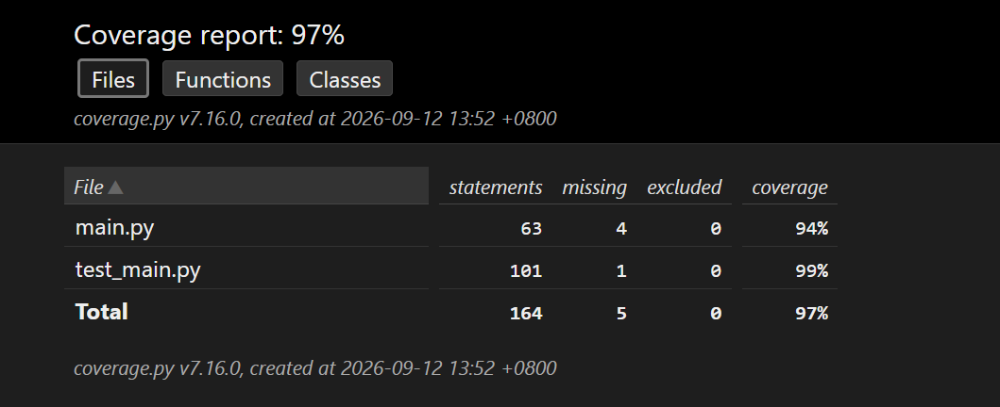 Coverage report: 97%
Files Functions Classes
coverage.py v7.16.0, created at 2026-09-12 13:52 +0800
File statements missing excluded coverage
main.py 63 4 0 94%
test_main.py 101 1 0 99%
Total 164 5 0 97%
coverage.py v7.16.0, created at 2026-09-12 13:52 +0800